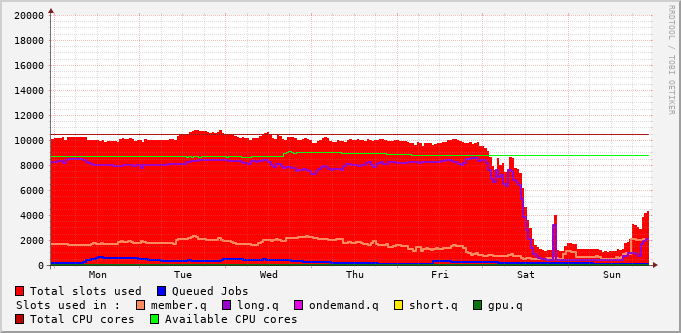 20000
18000
16000
14000
12000
10000
8000
6000
4000
2000
0
Mon Tue Wed Thu Fri Sat Sun
RRDTOOL / TOBI OETIKER
Total slots used Queued Jobs
Slots used in : member.q long.q ondemand.q short.q gpu.q
Total CPU cores Available CPU cores